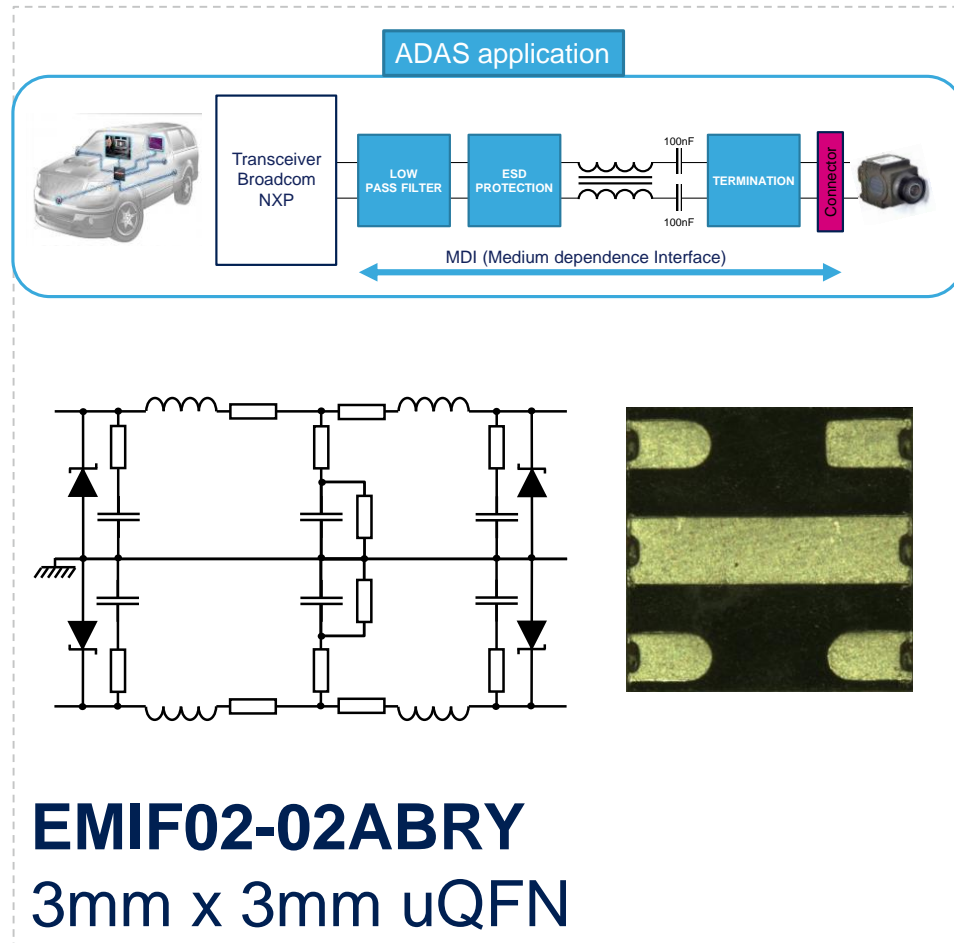 ADAS application
Transceiver
Broadcom
NXP
LOW
PASS FILTER
ESD
PROTECTION
100nF
100nF
TERMINATION
Connector
MDI (Medium dependence Interface)
EMIF02-02ABRY
3mm x 3mm uQFN